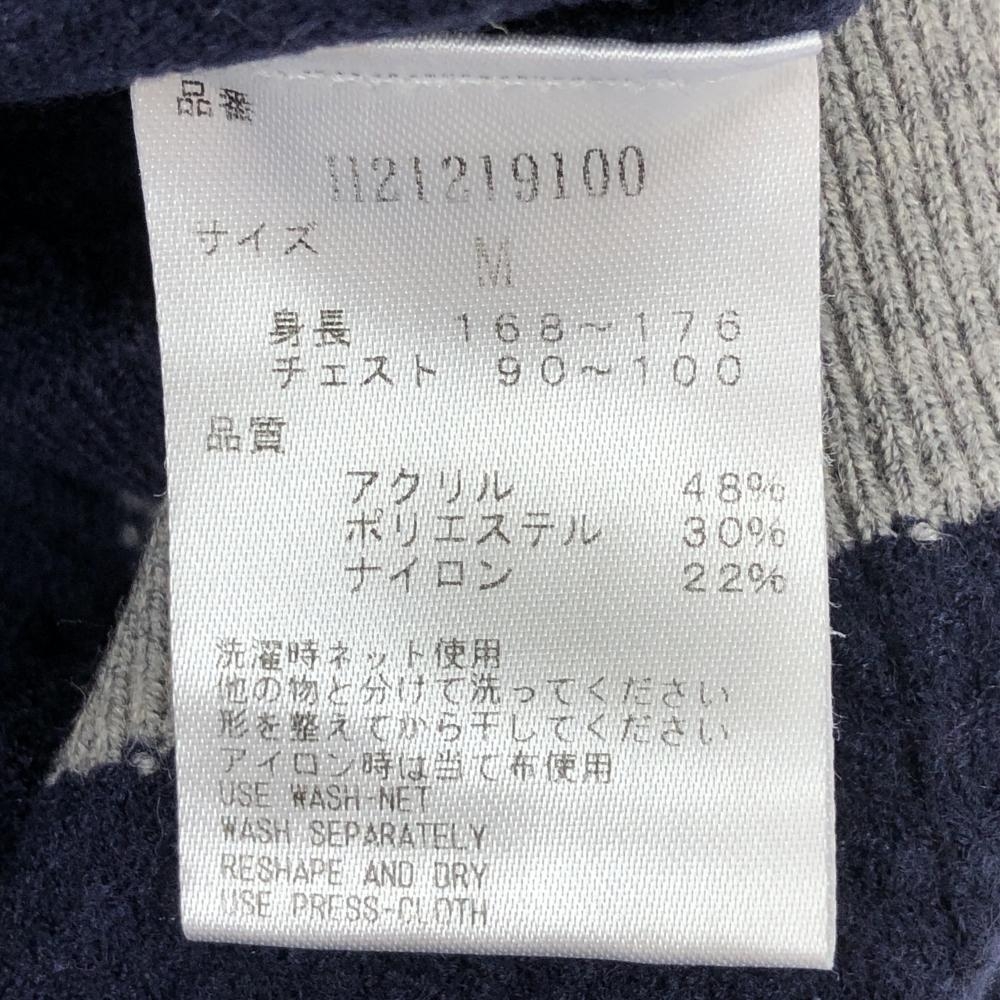 品番
H21219100
サイズ
M
身長 168~176
チェスト 90~100
品質
アクリル 48%
ポリエステル 30%
ナイロン 22%
洗濯時ネット使用
他の物と分けて洗ってください
形を整えてから干してください
アイロン時は当て布使用
USE WASH-NET
WASH SEPARATELY
RESHAPE AND DRY
USE PRESS-CLOTH